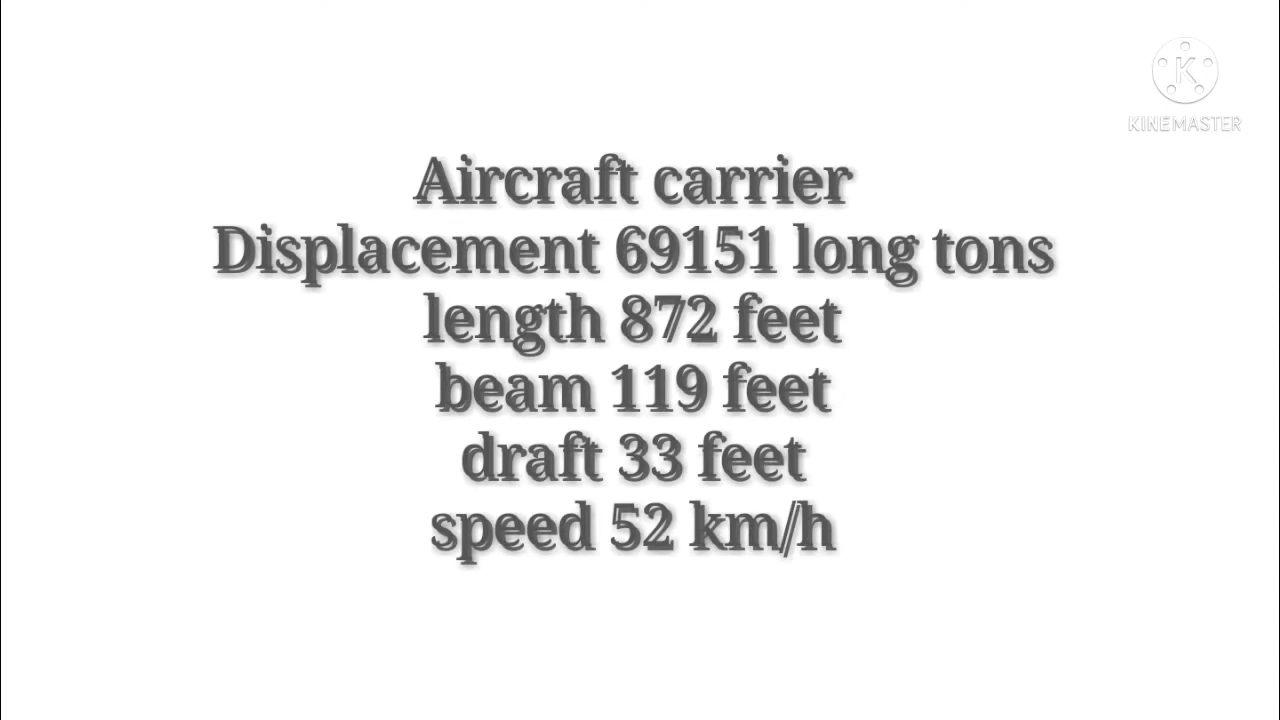 KINEMASTER
Aircraft carrier
Displacement 69151 long tons
length 872 feet
beam 119 feet
draft 33 feet
speed 52 km/h